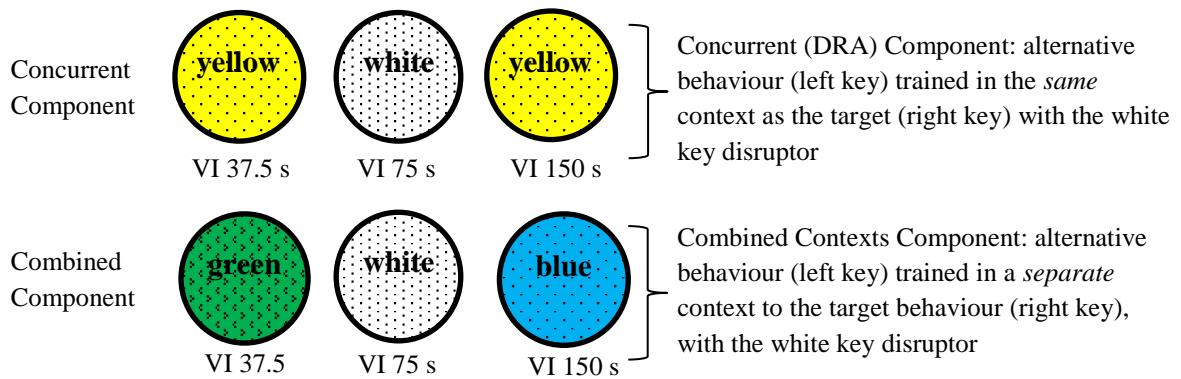 Concurrent
Component
yellow
white
yellow
VI 37.5 s
VI 75 s
VI 150 s
Concurrent (DRA) Component: alternative
behaviour (left key) trained in the same
context as the target (right key) with the white
key disruptor
Combined
Component
green
white
blue
VI 37.5
VI 75 s
VI 150 s
Combined Contexts Component: alternative
behaviour (left key) trained in a separate
context to the target behaviour (right key),
with the white key disruptor